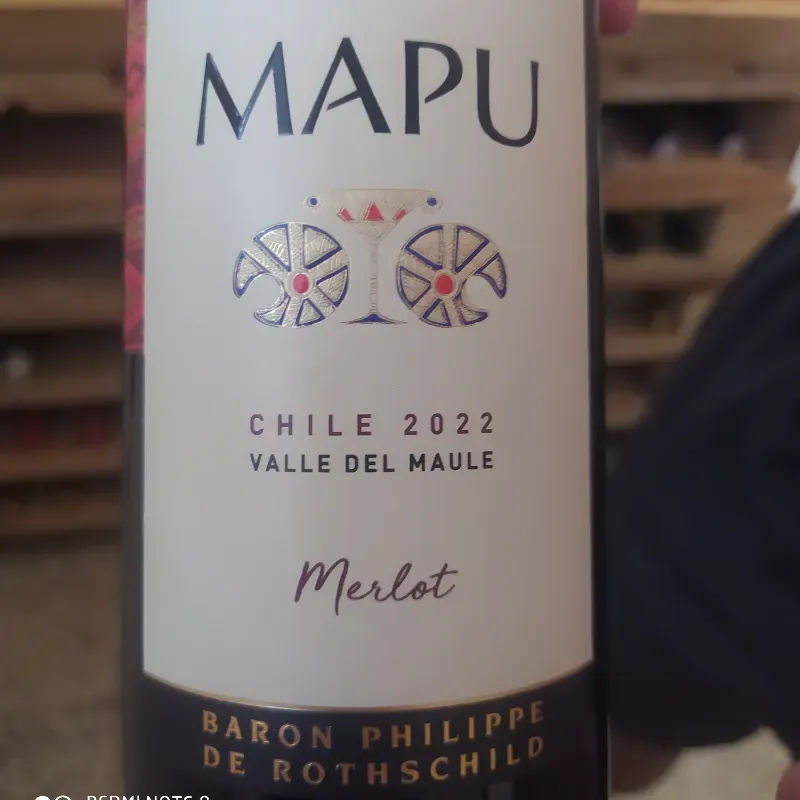 MAPU
CHILE 2022
VALLE DEL MAULE
Merlot
BARON PHILIPPE
DE ROTHSCHILD